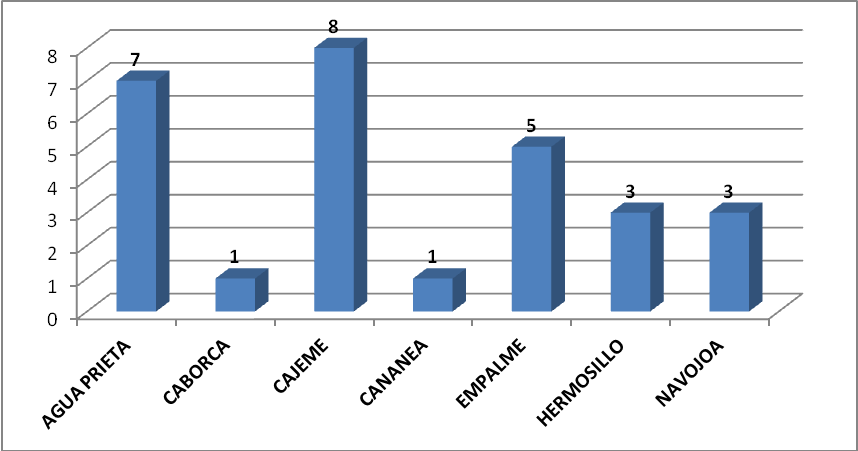 8
7
6
5
4
3
2
1
0
7
1
8
1
5
3
3
AGUA PRIETA
CABORCA
CAJEME
CANANEA
EMPALME
HERMOSILLO
NAVOJOA